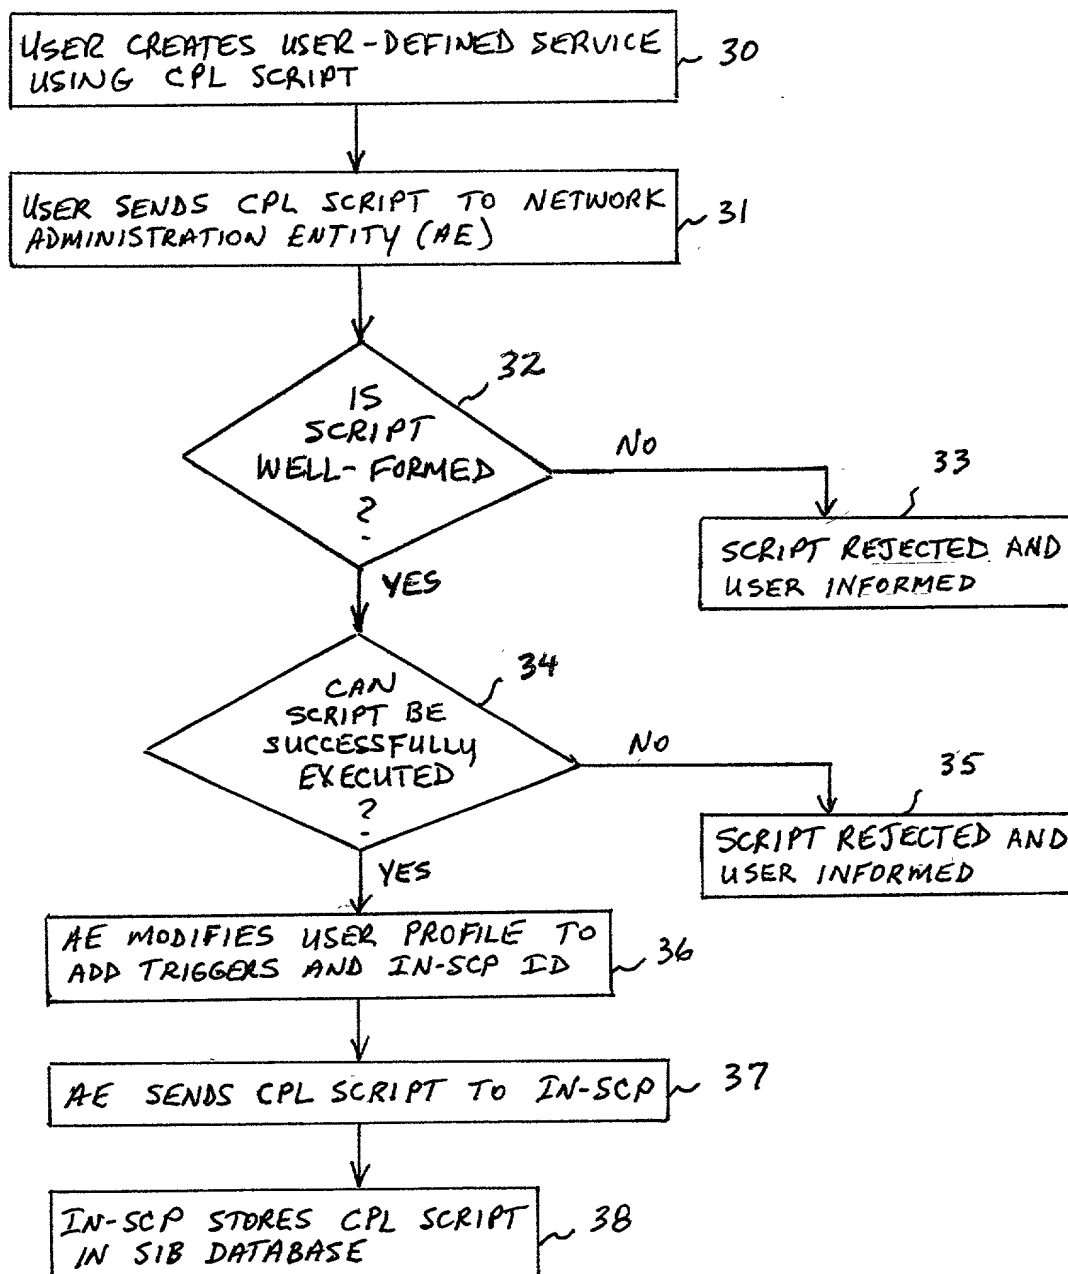 USER CREATES USER-DEFINED SERVICE
USING CPL SCRIPT
30
USER SENDS CPL SCRIPT TO NETWORK
ADMINISTRATION ENTITY (AE)
31
32
IS
SCRIPT
WELL-FORMED
?
NO
33
SCRIPT REJECTED AND
USER INFORMED
YES
34
CAN
SCRIPT BE
SUCCESSFULLY
EXECUTED
?
NO
35
SCRIPT REJECTED AND
USER INFORMED
YES
AE MODIFIES USER PROFILE TO
ADD TRIGGERS AND IN-SCP ID
36
AE SENDS CPL SCRIPT TO IN-SCP
37
IN-SCP STORES CPL SCRIPT
IN SIB DATABASE
38